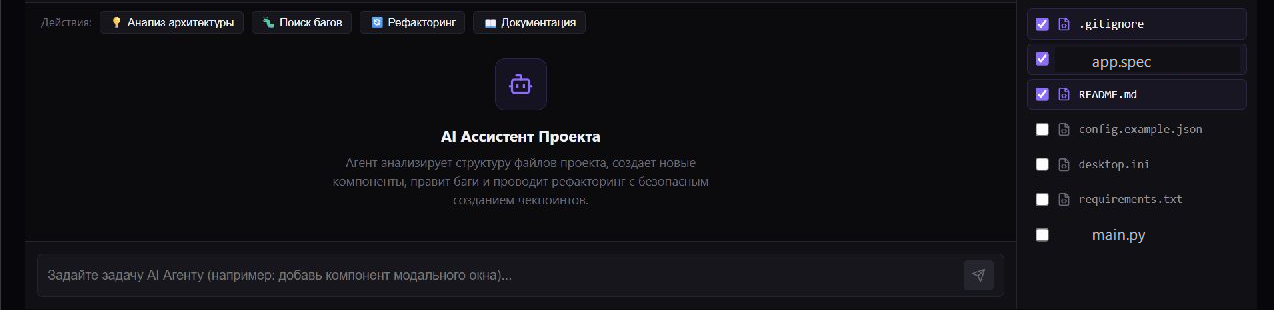 Действия: Анализ архитектуры Поиск багов Рефакторинг Документация
AI Ассистент Проекта
Агент анализирует структуру файлов проекта, создает новые
компоненты, правит баги и проводит рефакторинг с безопасным
созданием чекпоинтов.
Задайте задачу AI Агенту (например: добавь компонент модального окна)...
.gitignore
app.spec
README.md
config.example.json
desktop.ini
requirements.txt
main.py